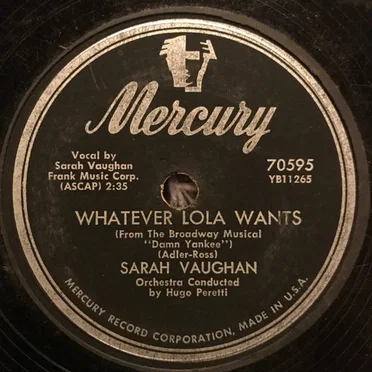 Mercury
Vocal by
Sarah Vaughan
Frank Music Corp.
(ASCAP) 2:35
70595
YB11265
WHATEVER LOLA WANTS
(From The Broadway Musical
"Damn Yankee")
(Adler-Ross)
SARAH VAUGHAN
Orchestra Conducted
by Hugo Peretti
MERCURY RECORD CORPORATION, MADE IN U.S.A.